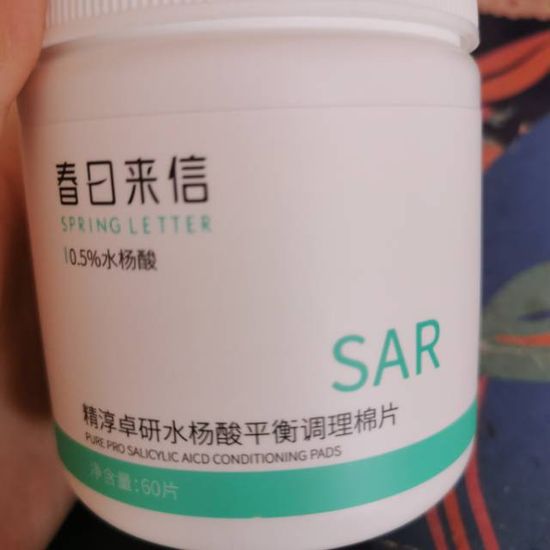 春日来信
SPRING LETTER
0.5%水杨酸
SAR
精淳卓研水杨酸平衡调理棉片
PURE PRO SALICYLIC AICD CONDITIONING PADS
净含量:60片